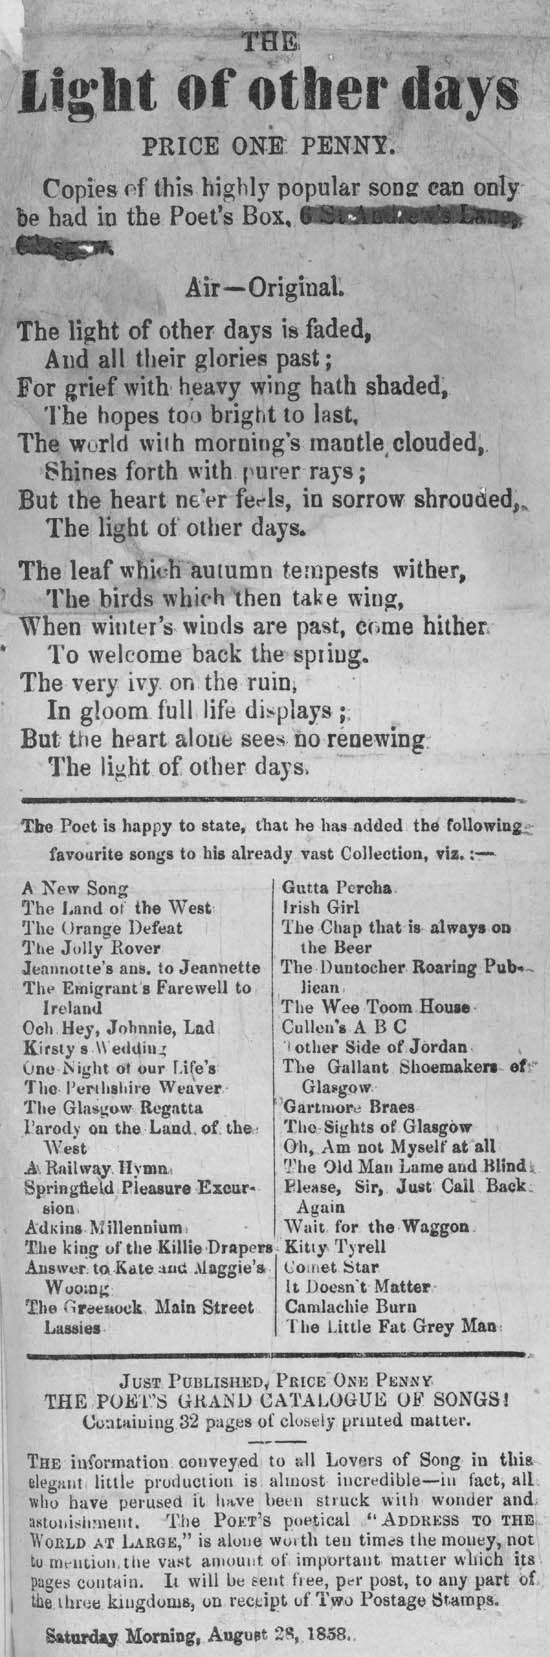 THE
Light of other days
PRICE ONE PENNY.
Copies of this highly popular song can only
be had in the Poet's Box, 6 St. Andrew's Lane,
Glasgow.
Air—Original.
The light of other days is faded,
And all their glories past;
For grief with heavy wing hath shaded,
The hopes too bright to last,
The world with morning's mantle clouded,
Shines forth with purer rays;
But the heart ne'er feels, in sorrow shrouded,
The light of other days.
The leaf which autumn tempests wither,
The birds which then take wing,
When winter's winds are past, come hither
To welcome back the spring.
The very ivy on the ruin,
In gloom full life displays;
But the heart alone sees no renewing
The light of other days.
The Poet is happy to state, that he has added the following
favourite songs to his already vast Collection, viz.:—
A New Song
The Land of the West
The Orange Defeat
The Jolly Rover
Jeannotte's ans. to Jeannette
The Emigrant's Farewell to
Ireland
Och Hey, Johnnie, Lad
Kirsty's Wedding
One Night of our Life's
The Perthshire Weaver
The Glasgow Regatta
Parody on the Land of the
West
A Railway Hymn
Springfield Pleasure Excur-
sion
Adkins Millennium
The king of the Killie Drapers
Answer to Kate and Maggie's
Wooing
The Greenock Main Street
Lassies
Gutta Percha
Irish Girl
The Chap that is always on
the Beer
The Duntocher Roaring Pub-
lican
The Wee Toom House
Cullen's A B C
'Tother Side of Jordan
The Gallant Shoemakers of
Glasgow
Gartmore Braes
The Sights of Glasgow
Oh, Am not Myself at all
The Old Man Lame and Blind
Please, Sir, Just Call Back
Again
Wait for the Waggon
Kitty Tyrell
Comet Star
It Doesn't Matter
Camlachie Burn
The Little Fat Grey Man
JUST PUBLISHED, PRICE ONE PENNY
THE POET'S GRAND CATALOGUE OF SONGS!
Containing 32 pages of closely printed matter.
THE information conveyed to all Lovers of Song in this
elegant little production is almost incredible—in fact, all
who have perused it have been struck with wonder and
astonishment. The POET'S poetical "ADDRESS TO THE
WORLD AT LARGE," is alone worth ten times the money, not
to mention the vast amount of important matter which its
pages contain. It will be sent free, per post, to any part of
the three kingdoms, on receipt of Two Postage Stamps.
Saturday Morning, August 28, 1858.